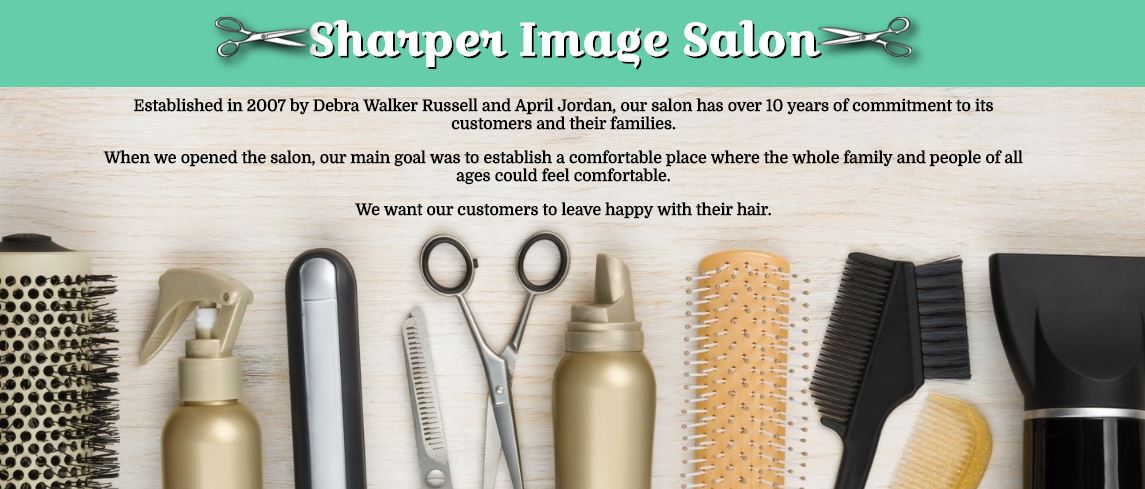 Sharper Image Salon
Established in 2007 by Debra Walker Russell and April Jordan, our salon has over 10 years of commitment to its
customers and their families.
When we opened the salon, our main goal was to establish a comfortable place where the whole family and people of all
ages could feel comfortable.
We want our customers to leave happy with their hair.